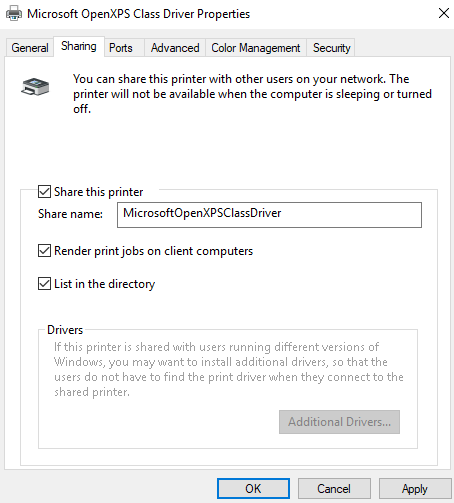 Microsoft OpenXPS Class Driver Properties
General Sharing Ports Advanced Color Management Security
You can share this printer with other users on your network. The
printer will not be available when the computer is sleeping or turned
off.
Share this printer
Share name: MicrosoftOpenXPSClassDriver
Render print jobs on client computers
List in the directory
Drivers
If this printer is shared with users running different versions of
Windows, you may want to install additional drivers, so that the
users do not have to find the print driver when they connect to the
shared printer.
Additional Drivers...
OK Cancel Apply